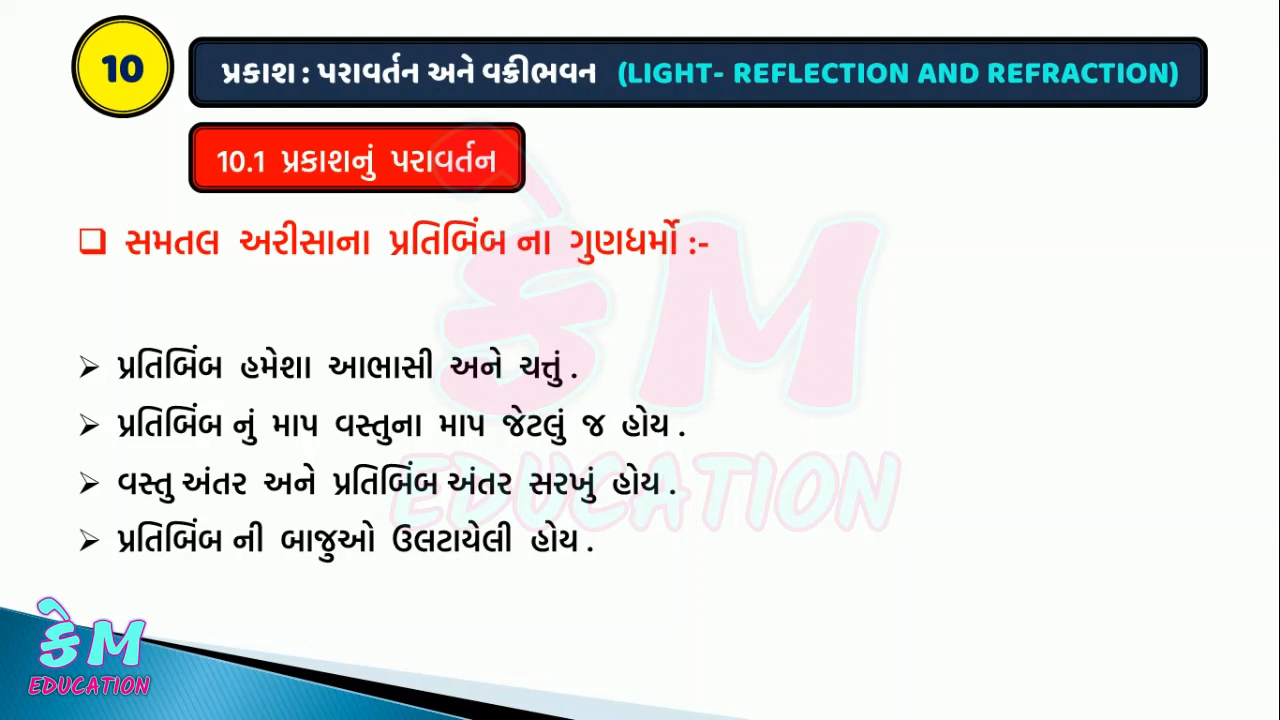 10
પ્રકાશ : પરાવર્તન અને વક્રીભવન (LIGHT- REFLECTION AND REFRACTION)
10.1 પ્રકાશનું પરાવર્તન
સમતલ અરીસાના પ્રતિબિંબ ના ગુણધર્મો :-
પ્રતિબિંબ હમેશા આભાસી અને ચત્તું .
પ્રતિબિંબ નું માપ વસ્તુના માપ જેટલું જ હોય .
વસ્તુ અંતર અને પ્રતિબિંબ અંતર સરખું હોય .
પ્રતિબિંબ ની બાજુઓ ઉલટાયેલી હોય .
કેM
EDUCATION
કેM
EDUCATION